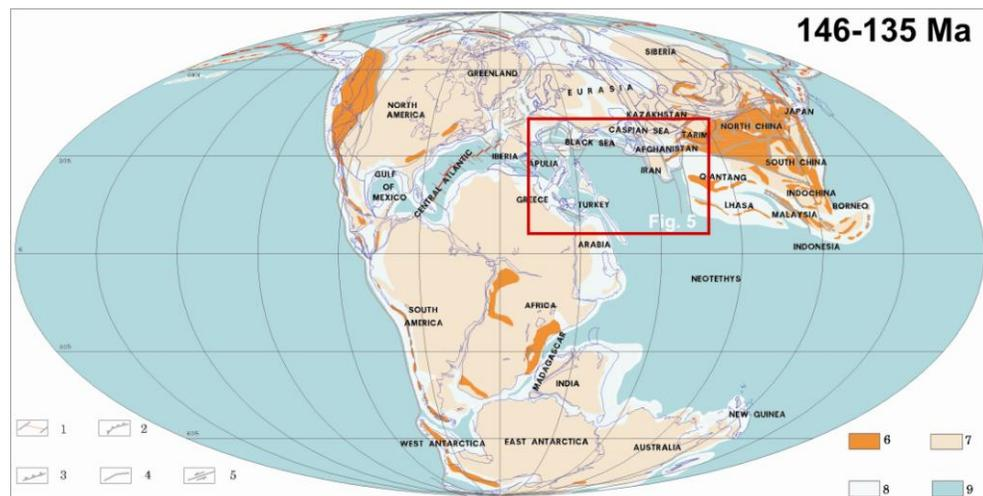 146-135 Ma
SIBERIA
GREENLAND
EURASIA
NORTH
AMERICA
KAZAKHSTAN
JAPAN
CASPIAN SEA
TARIM
NORTH CHINA
BLACK SEA
AFGHANISTAN
IBERIA
APULIA
IRAN
SOUTH CHINA
GULF
OF
MEXICO
CENTRAL ATLANTIC
QIANTANG
INDOCHINA
GREECE
TURKEY
LHASA
MALAYSIA
BORNEO
Fig. 5
ARABIA
INDONESIA
NEOTETHYS
SOUTH
AMERICA
AFRICA
MADAGASCAR
INDIA
NEW GUINEA
WEST ANTARCTICA
EAST ANTARCTICA
AUSTRALIA
1
2
3
4
5
6
7
8
9